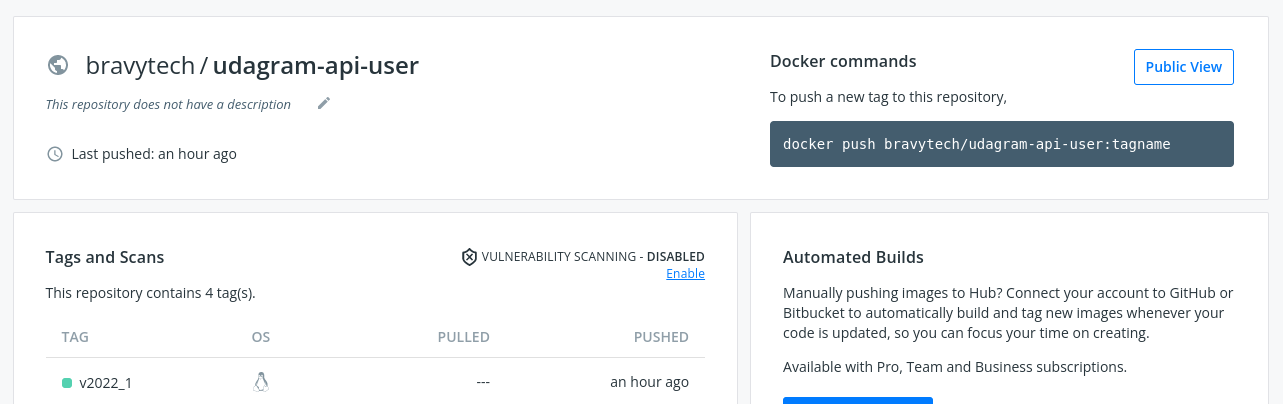 bravytech / udagram-api-user
This repository does not have a description
Last pushed: an hour ago
Docker commands
Public View
To push a new tag to this repository,
docker push bravytech/udagram-api-user:tagname
Tags and Scans
VULNERABILITY SCANNING - DISABLED
Enable
This repository contains 4 tag(s).
TAG OS PULLED PUSHED
v2022_1 --- an hour ago
Automated Builds
Manually pushing images to Hub? Connect your account to GitHub or
Bitbucket to automatically build and tag new images whenever your
code is updated, so you can focus your time on creating.
Available with Pro, Team and Business subscriptions.